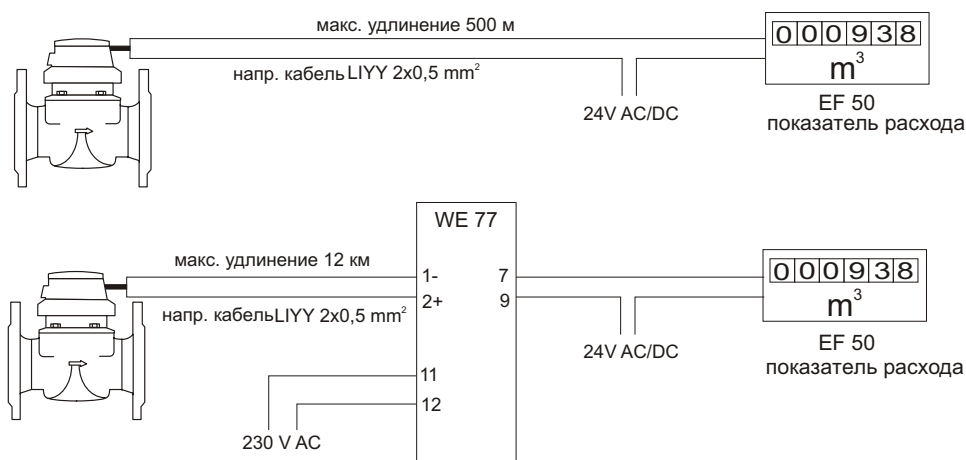 макс. удлинение 500 м
000938
m³
напр. кабель LIYY 2x0,5 mm²
24V AC/DC
EF 50
показатель расхода
WE 77
макс. удлинение 12 км
1-
7
000938
2+
9
m³
напр. кабель LIYY 2x0,5 mm²
24V AC/DC
EF 50
показатель расхода
11
12
230 V AC